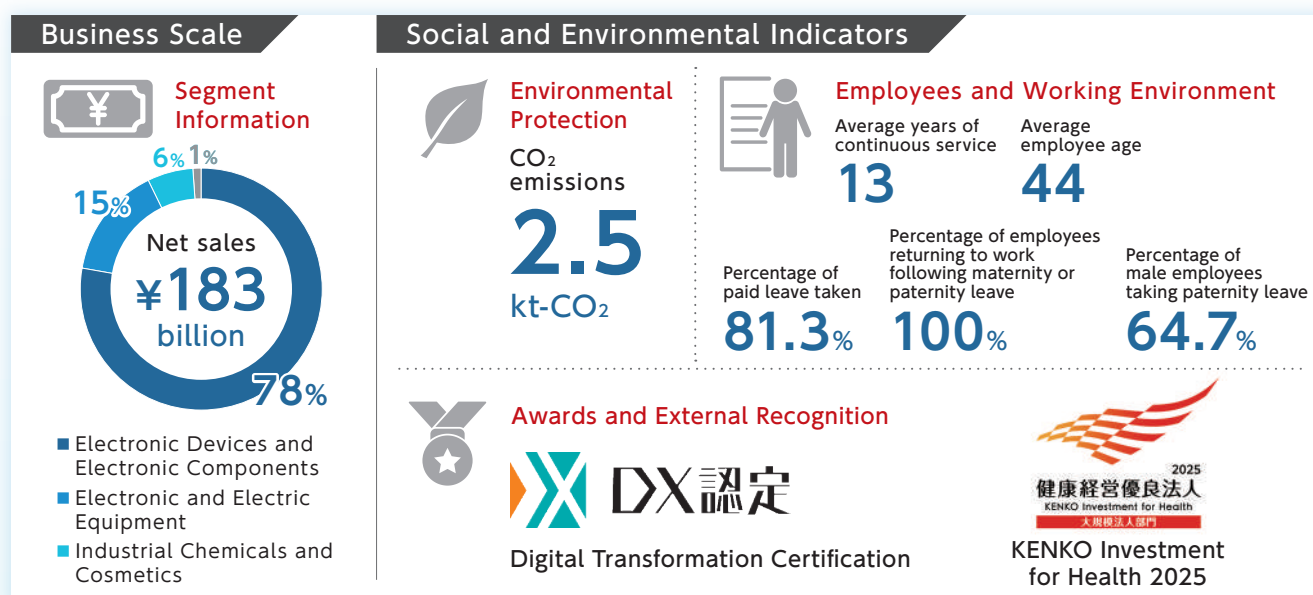 Business Scale
Segment
Information
¥
6%
1%
15%
Net sales
¥183
billion
78%
Electronic Devices and
Electronic Components
Electronic and Electric
Equipment
Industrial Chemicals and
Cosmetics
Social and Environmental Indicators
Environmental
Protection
CO₂
emissions
2.5
kt-CO₂
Employees and Working Environment
Average years of
continuous service
13
Average
employee age
44
Percentage of
paid leave taken
81.3%
Percentage of employees
returning to work
following maternity or
paternity leave
100%
Percentage of
male employees
taking paternity leave
64.7%
Awards and External Recognition
DX認定
Digital Transformation Certification
2025
健康経営優良法人
KENKO Investment for Health
大規模法人部門
KENKO Investment
for Health 2025